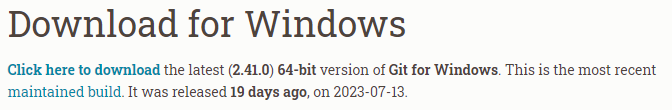 Download for Windows
Click here to download the latest (2.41.0) 64-bit version of Git for Windows. This is the most recent
maintained build. It was released 19 days ago, on 2023-07-13.